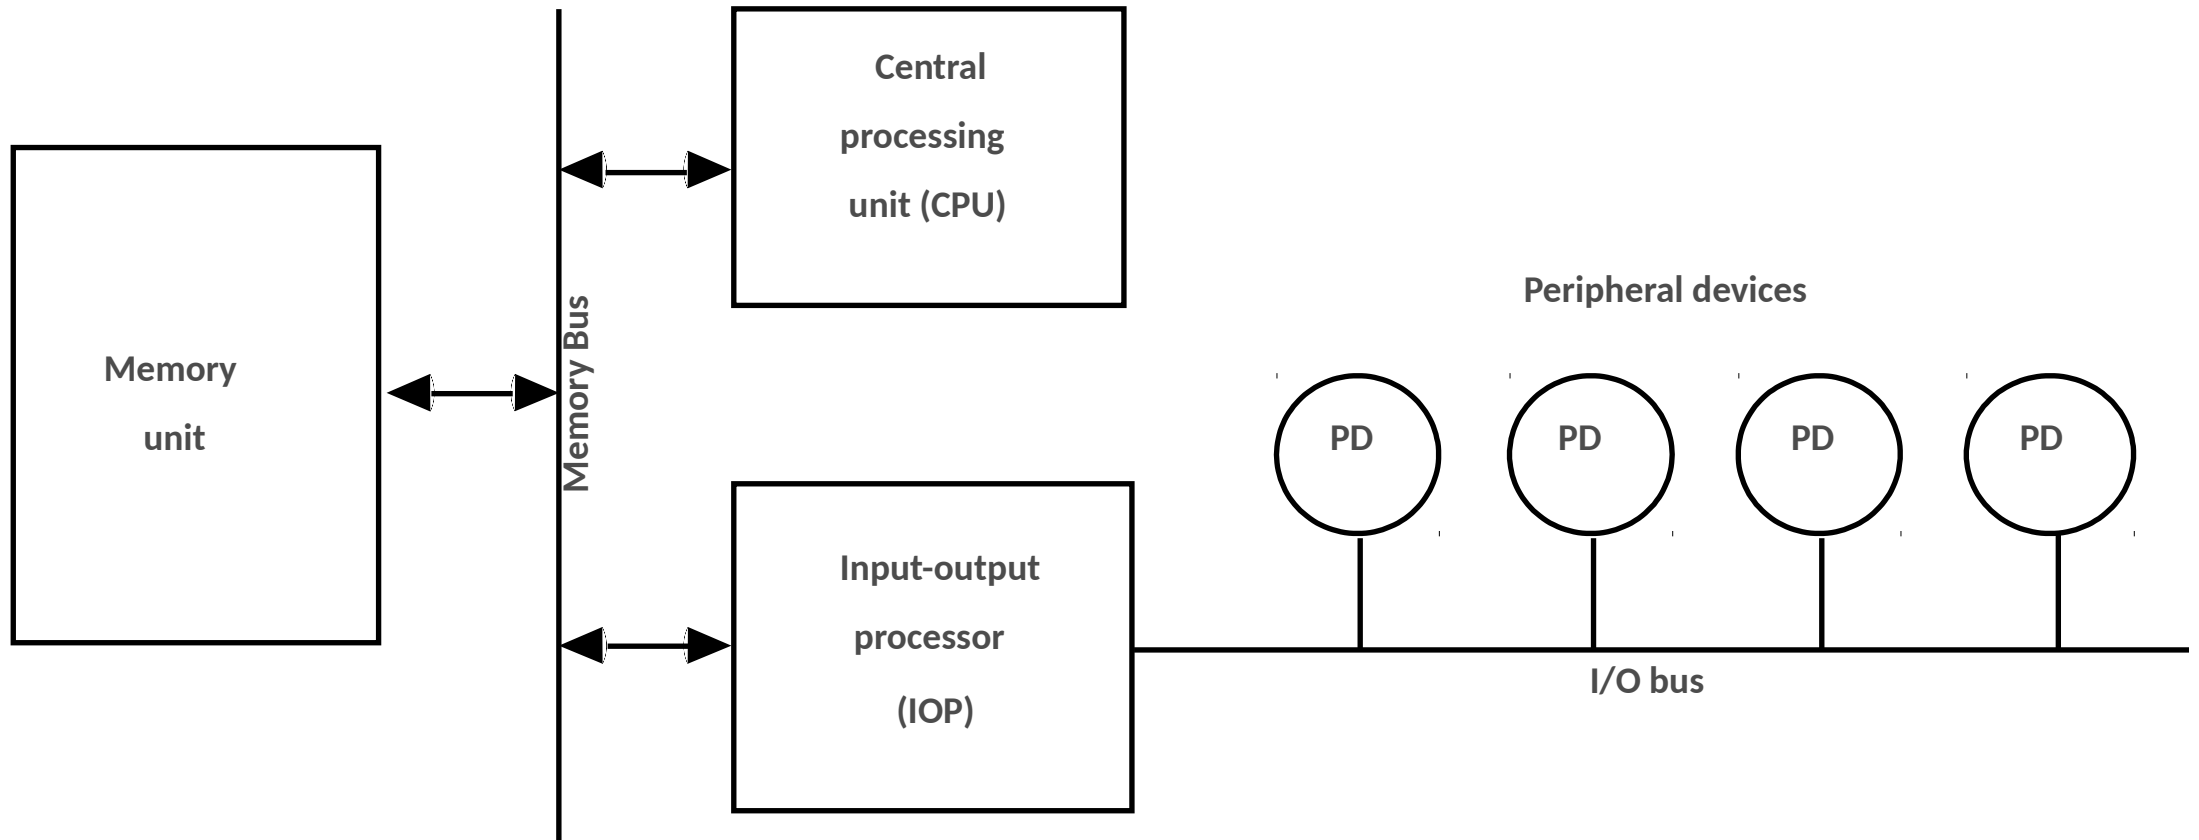 Central
processing
unit (CPU)
Memory
unit
Memory Bus
Peripheral devices
PD
PD
PD
PD
Input-output
processor
(IOP)
I/O bus